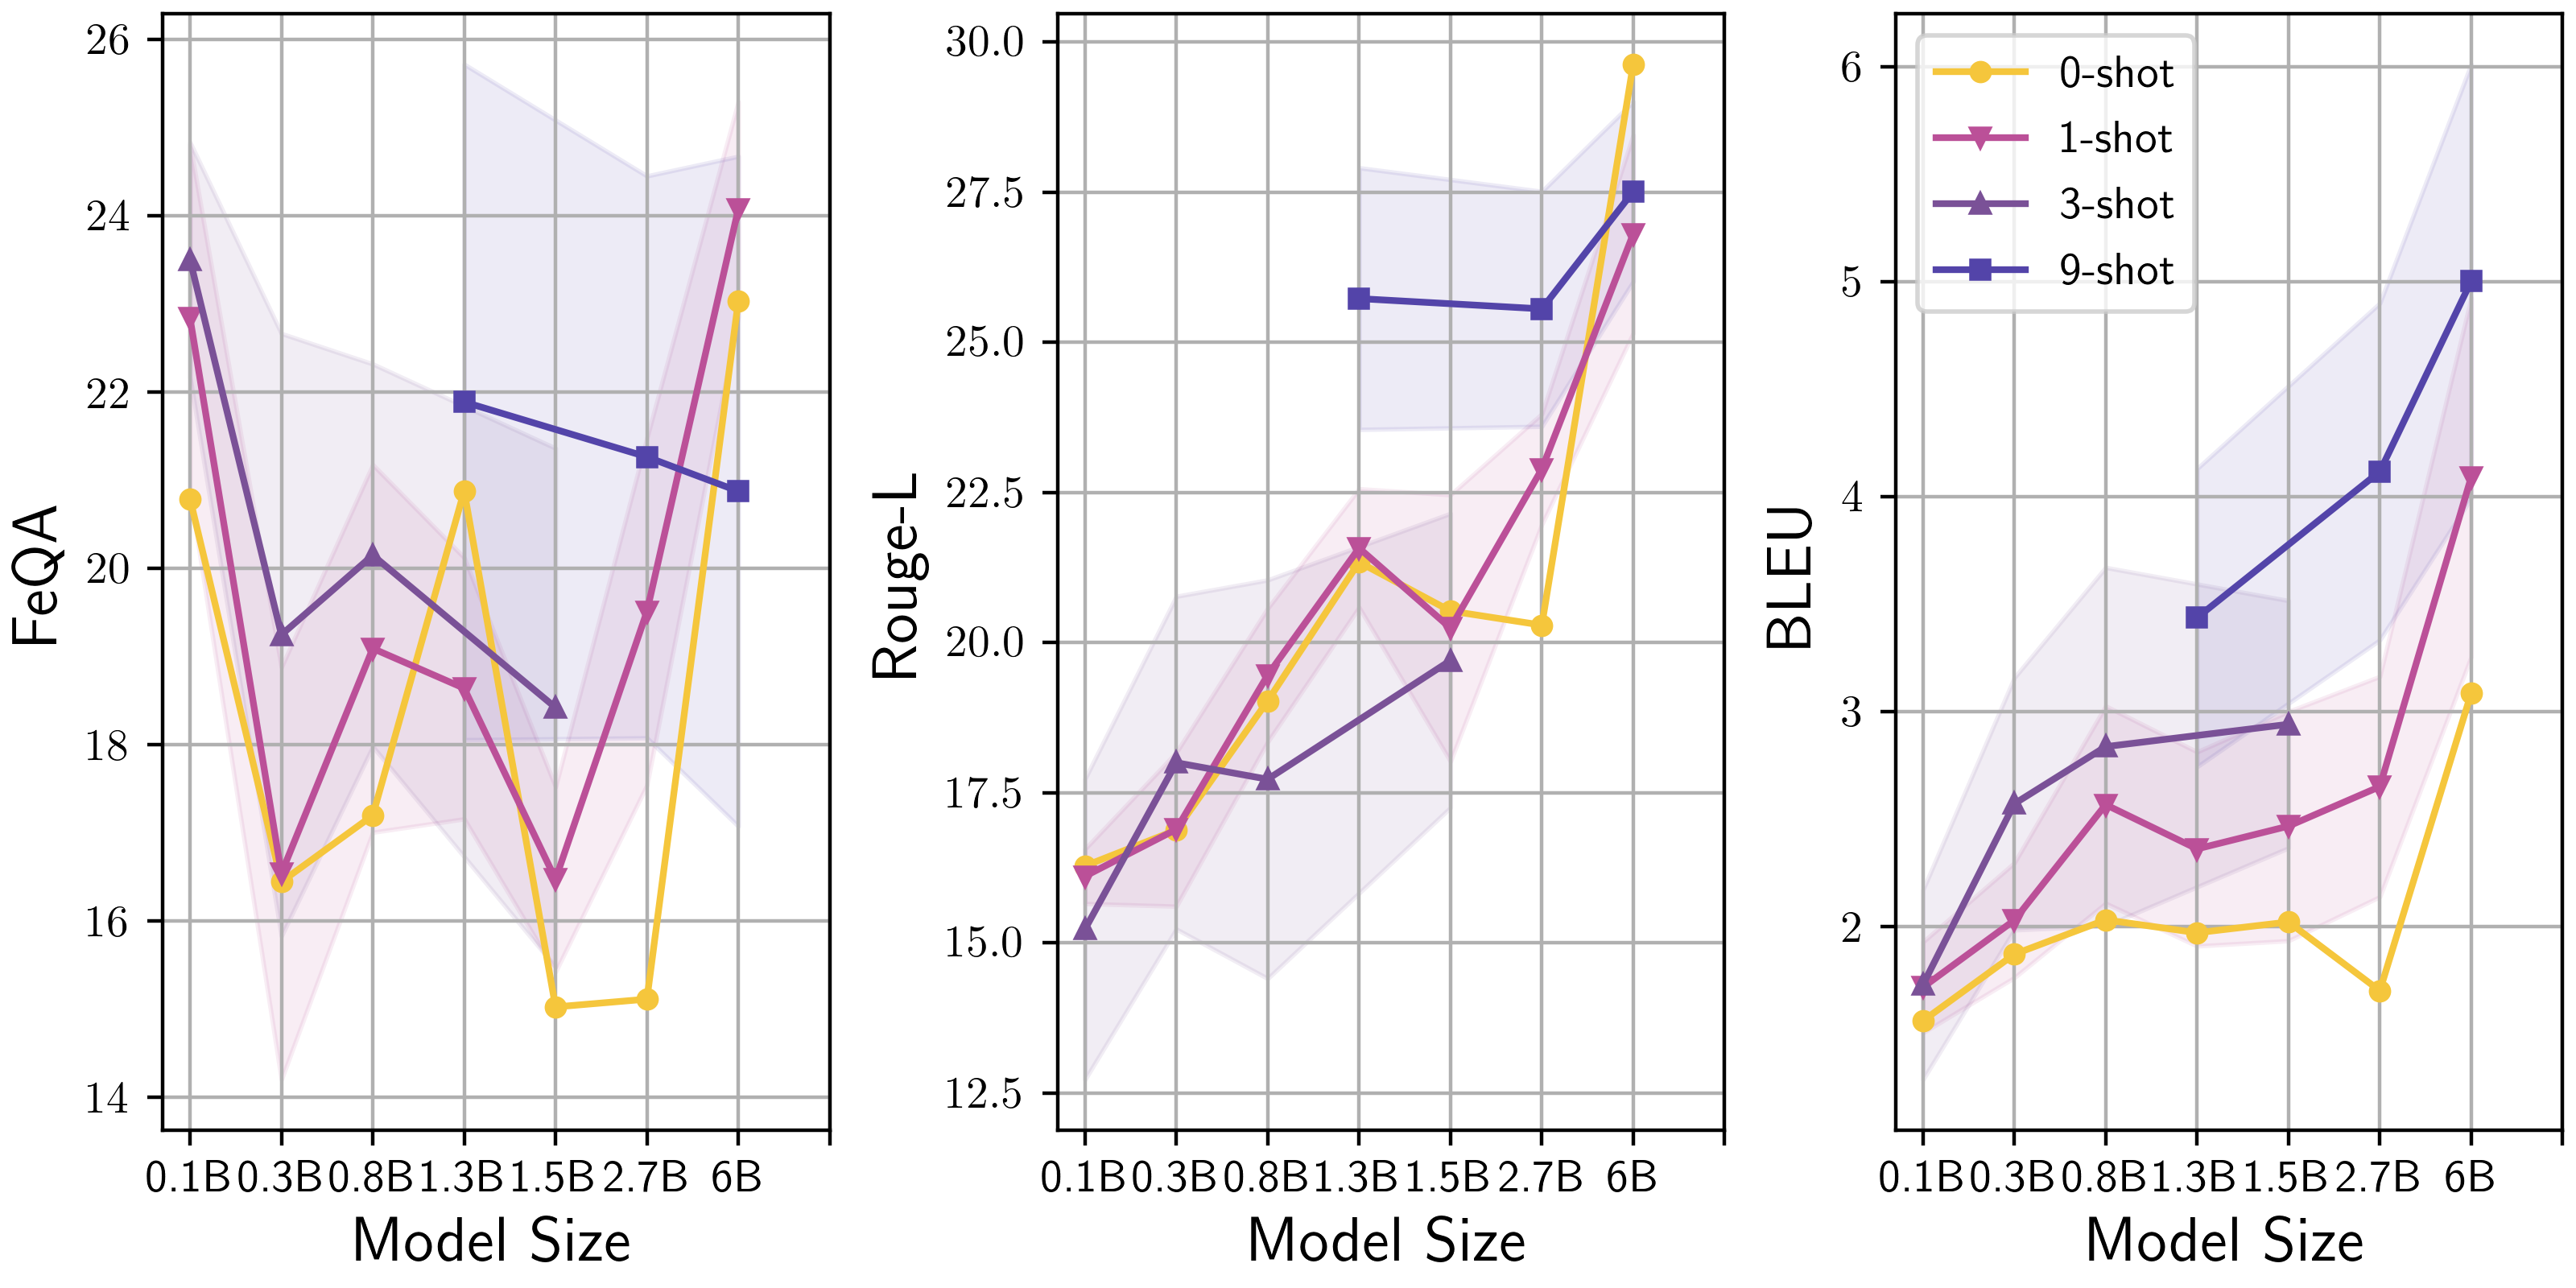 FeQA
26
24
22
20
18
16
14
0.1B 0.3B 0.8B 1.3B 1.5B 2.7B 6B
Model Size
Rouge-L
30.0
27.5
25.0
22.5
20.0
17.5
15.0
12.5
0.1B 0.3B 0.8B 1.3B 1.5B 2.7B 6B
Model Size
BLEU
6
5
4
3
2
0.1B 0.3B 0.8B 1.3B 1.5B 2.7B 6B
Model Size
0-shot
1-shot
3-shot
9-shot